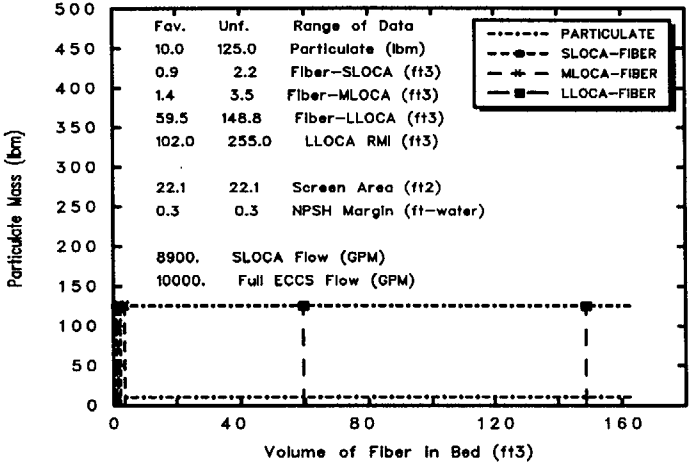 Fav. Unf. Range of Data
10.0 125.0 Particulate (lbm)
0.9 2.2 Fiber-SLOCA (ft3)
1.4 3.5 Fiber-MLOCA (ft3)
59.5 148.8 Fiber-LLOCA (ft3)
102.0 255.0 LLOCA RMI (ft3)
22.1 22.1 Screen Area (ft2)
0.3 0.3 NPSH Margin (ft-water)
8900. SLOCA Flow (GPM)
10000. Full ECCS Flow (GPM)
PARTICULATE
SLOCA-FIBER
MLOCA-FIBER
LLOCA-FIBER
Particulate Mass (lbm)
500
450
400
350
300
250
200
150
100
50
0
0 40 80 120 160
Volume of Fiber in Bed (ft3)